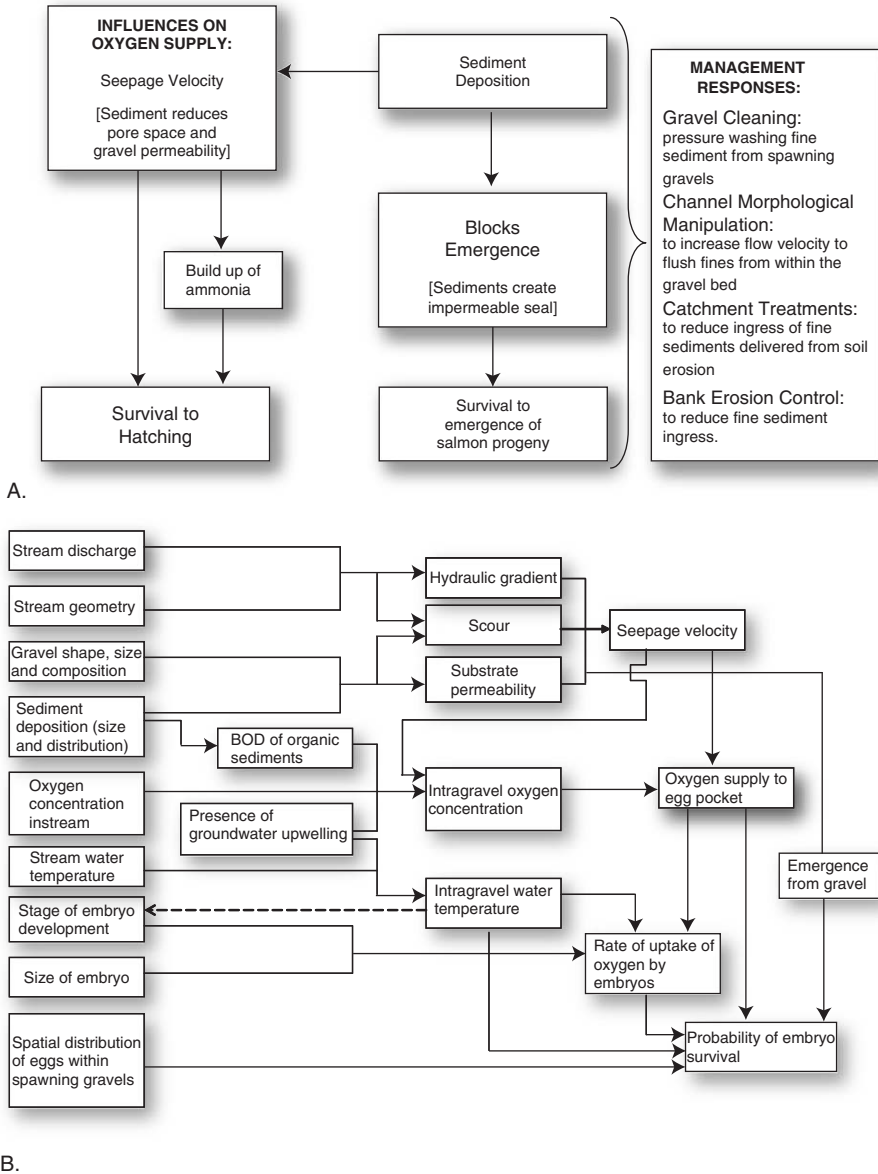 INFLUENCES ON
OXYGEN SUPPLY:
Seepage Velocity
[Sediment reduces
pore space and
gravel permeability]
Build up of
ammonia
Survival to
Hatching
Sediment
Deposition
Blocks
Emergence
[Sediments create
impermeable seal]
Survival to
emergence of
salmon progeny
MANAGEMENT
RESPONSES:
Gravel Cleaning:
pressure washing fine
sediment from spawning
gravels
Channel Morphological
Manipulation:
to increase flow velocity to
flush fines from within the
gravel bed
Catchment Treatments:
to reduce ingress of fine
sediments delivered from soil
erosion
Bank Erosion Control:
to reduce fine sediment
ingress.
A.
Stream discharge
Stream geometry
Gravel shape, size
and composition
Sediment
deposition (size
and distribution)
Oxygen
concentration
instream
Stream water
temperature
Stage of embryo
development
Size of embryo
Spatial distribution
of eggs within
spawning gravels
BOD of organic
sediments
Presence of
groundwater upwelling
Hydraulic gradient
Scour
Substrate
permeability
Intragravel oxygen
concentration
Intragravel water
temperature
Seepage velocity
Oxygen supply to
egg pocket
Rate of uptake of
oxygen by
embryos
Emergence
from gravel
Probability of embryo
survival
B.